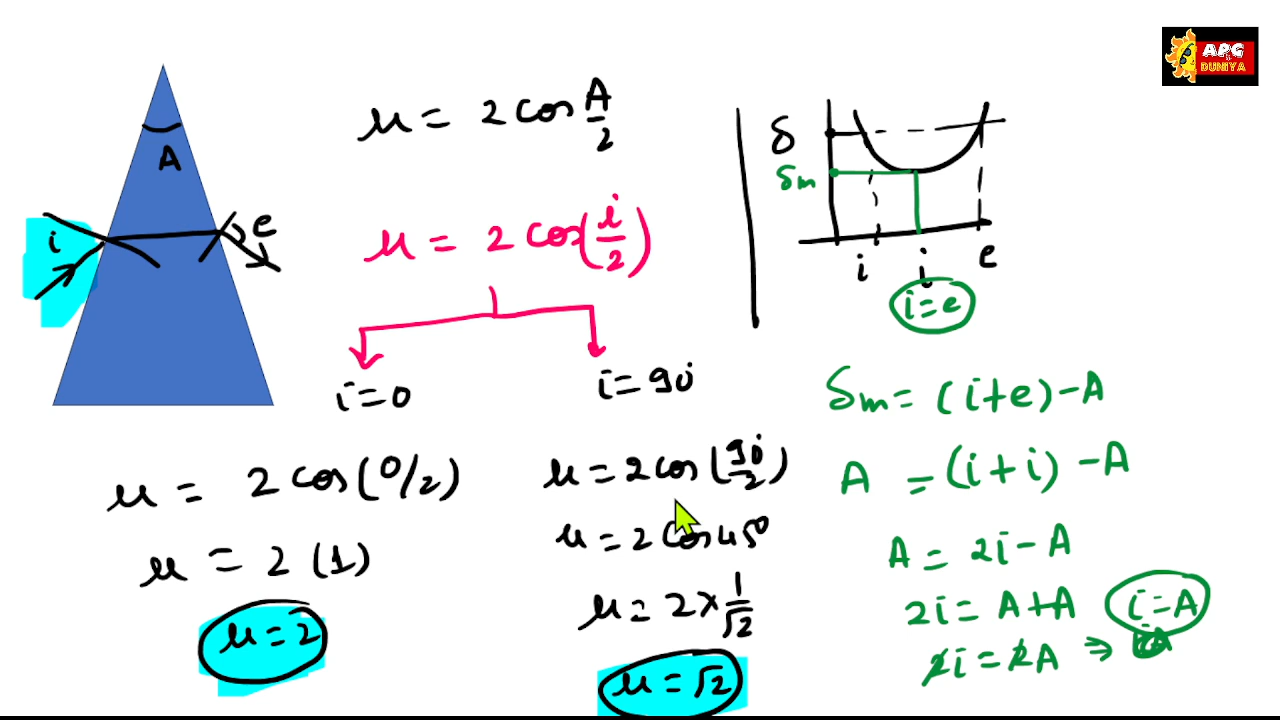 APC
DUNIYA
A
i
e
μ = 2 cos A/2
μ = 2 cos(i/2)
i=0
i=90°
μ = 2 cos(0/2)
μ = 2 (1)
μ = 2
μ = 2 cos(90°/2)
μ = 2 cos 45°
μ = 2 × 1/√2
μ = √2
δ
δm
i
i
e
i=e
δm = (i+e) - A
A = (i+i) - A
A = 2i - A
2i = A+A
i=A
2i = 2A ⇒